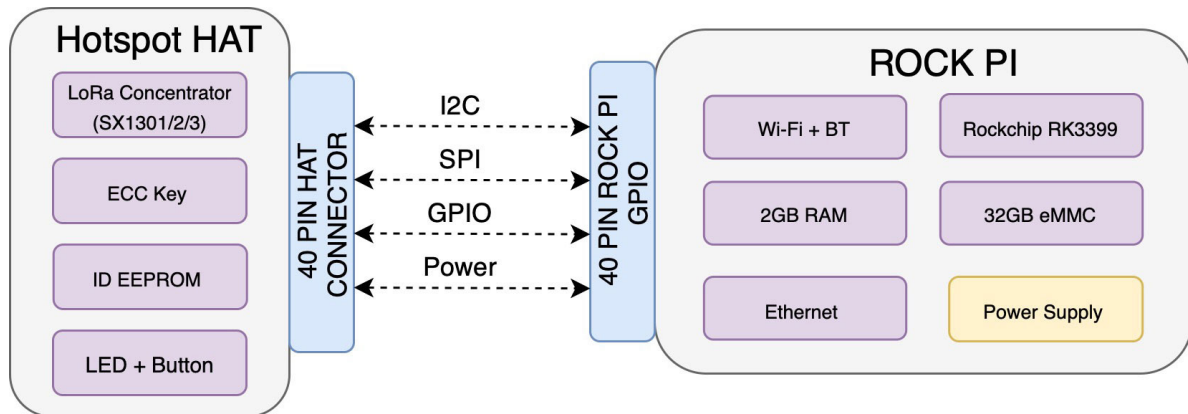 Hotspot HAT
LoRa Concentrator
(SX1301/2/3)
ECC Key
ID EEPROM
LED + Button
40 PIN HAT
CONNECTOR
I2C
SPI
GPIO
Power
40 PIN ROCK PI
GPIO
ROCK PI
Wi-Fi + BT
Rockchip RK3399
2GB RAM
32GB eMMC
Ethernet
Power Supply